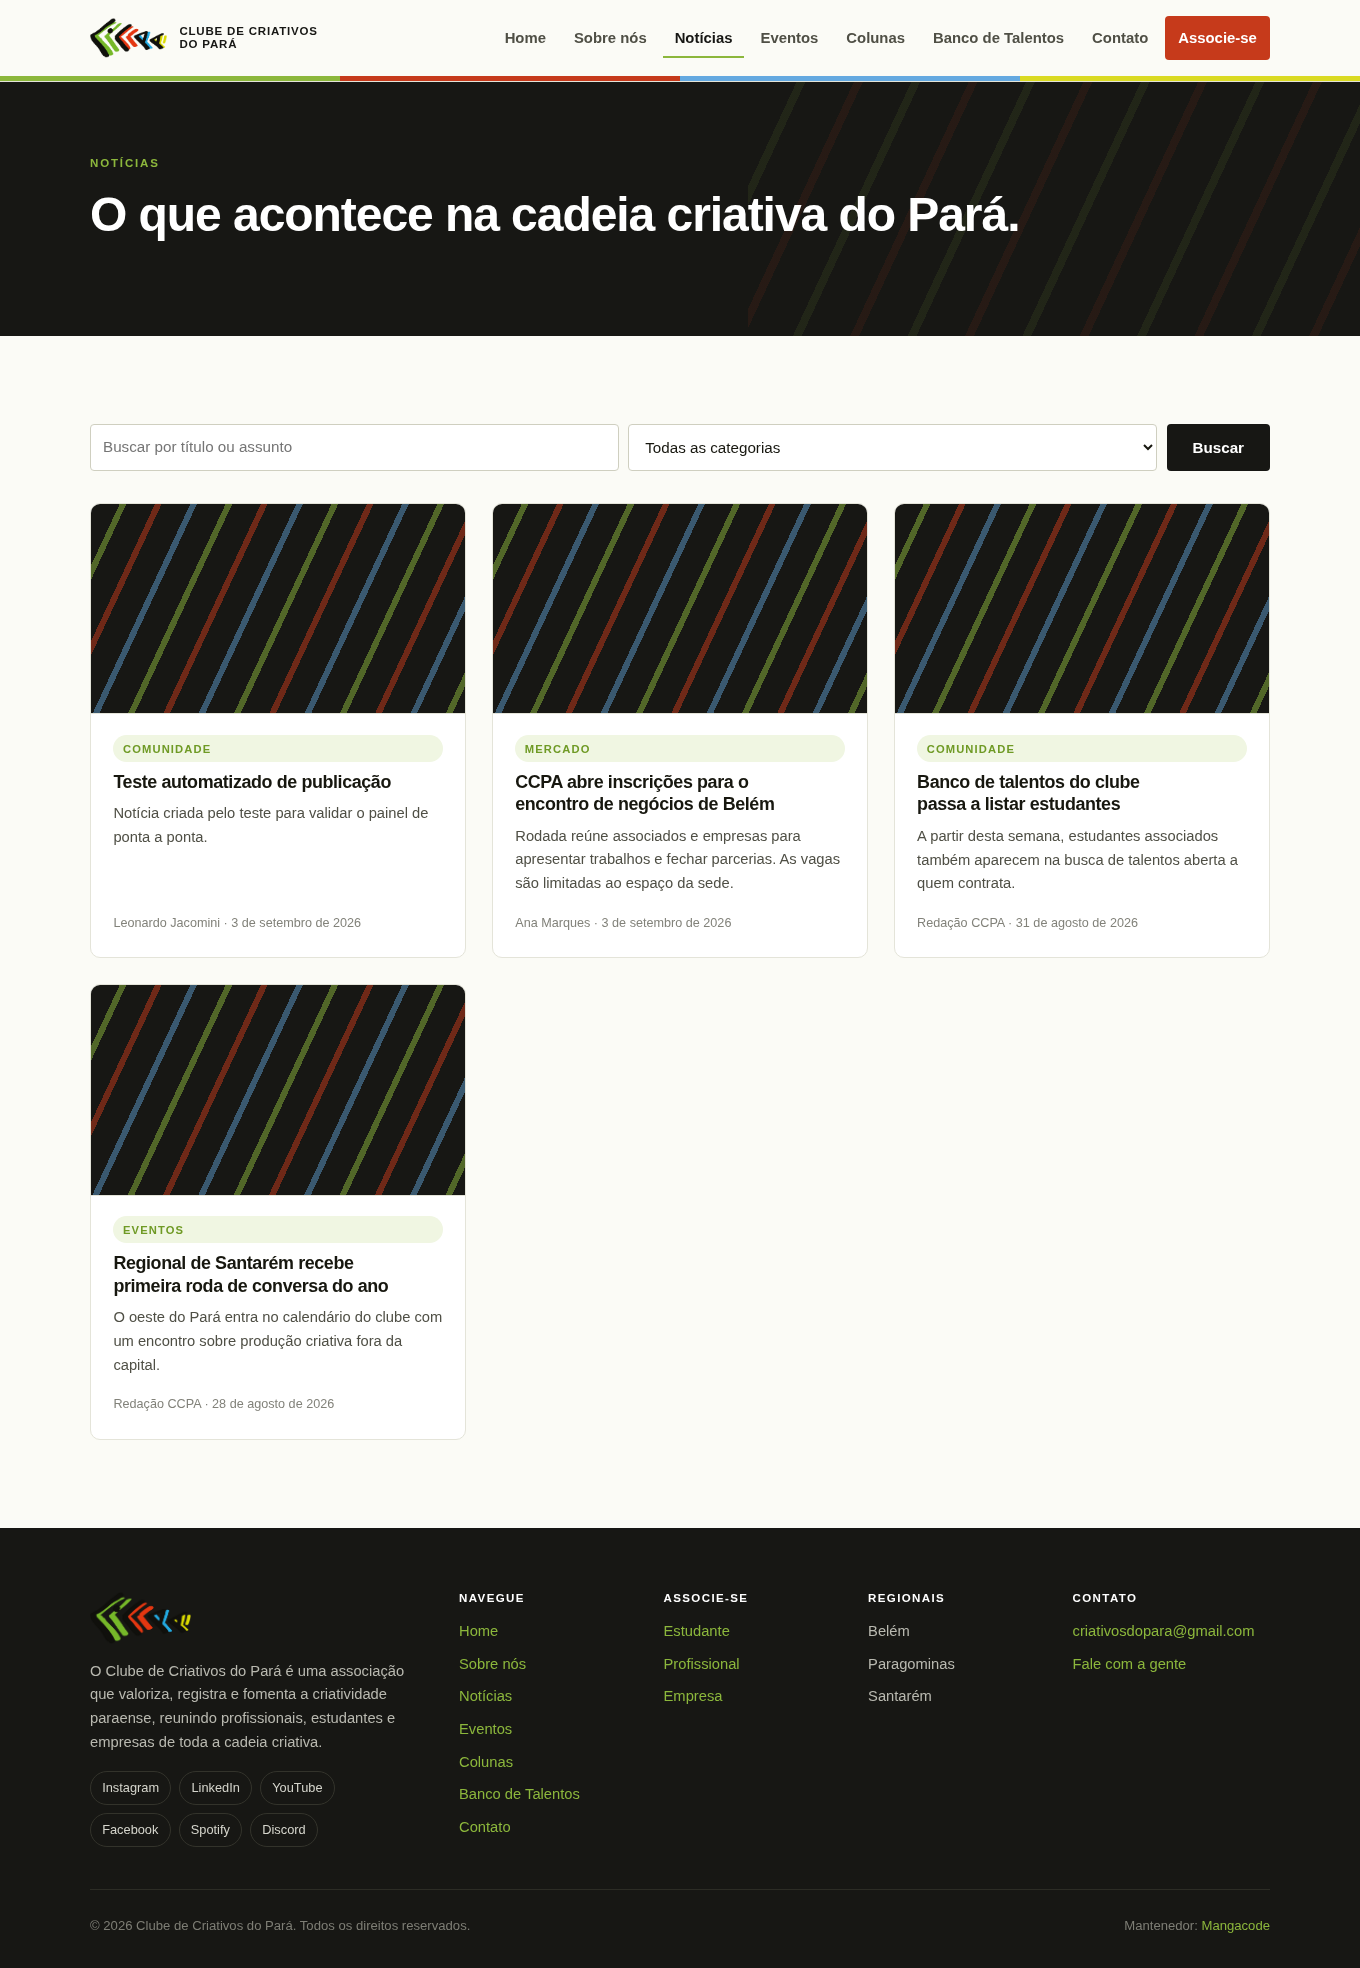 CLUBE DE CRIATIVOS
DO PARÁ
Home
Sobre nós
Notícias
Eventos
Colunas
Banco de Talentos
Contato
Associe-se
NOTÍCIAS
O que acontece na cadeia criativa do Pará.
Buscar por título ou assunto
Todas as categorias
Buscar
COMUNIDADE
Teste automatizado de publicação
Notícia criada pelo teste para validar o painel de
ponta a ponta.
Leonardo Jacomini · 3 de setembro de 2026
MERCADO
CCPA abre inscrições para o
encontro de negócios de Belém
Rodada reúne associados e empresas para
apresentar trabalhos e fechar parcerias. As vagas
são limitadas ao espaço da sede.
Ana Marques · 3 de setembro de 2026
COMUNIDADE
Banco de talentos do clube
passa a listar estudantes
A partir desta semana, estudantes associados
também aparecem na busca de talentos aberta a
quem contrata.
Redação CCPA · 31 de agosto de 2026
EVENTOS
Regional de Santarém recebe
primeira roda de conversa do ano
O oeste do Pará entra no calendário do clube com
um encontro sobre produção criativa fora da
capital.
Redação CCPA · 28 de agosto de 2026
O Clube de Criativos do Pará é uma associação
que valoriza, registra e fomenta a criatividade
paraense, reunindo profissionais, estudantes e
empresas de toda a cadeia criativa.
Instagram
LinkedIn
YouTube
Facebook
Spotify
Discord
NAVEGUE
Home
Sobre nós
Notícias
Eventos
Colunas
Banco de Talentos
Contato
ASSOCIE-SE
Estudante
Profissional
Empresa
REGIONAIS
Belém
Paragominas
Santarém
CONTATO
criativosdopara@gmail.com
Fale com a gente
© 2026 Clube de Criativos do Pará. Todos os direitos reservados.
Mantenedor: Mangacode